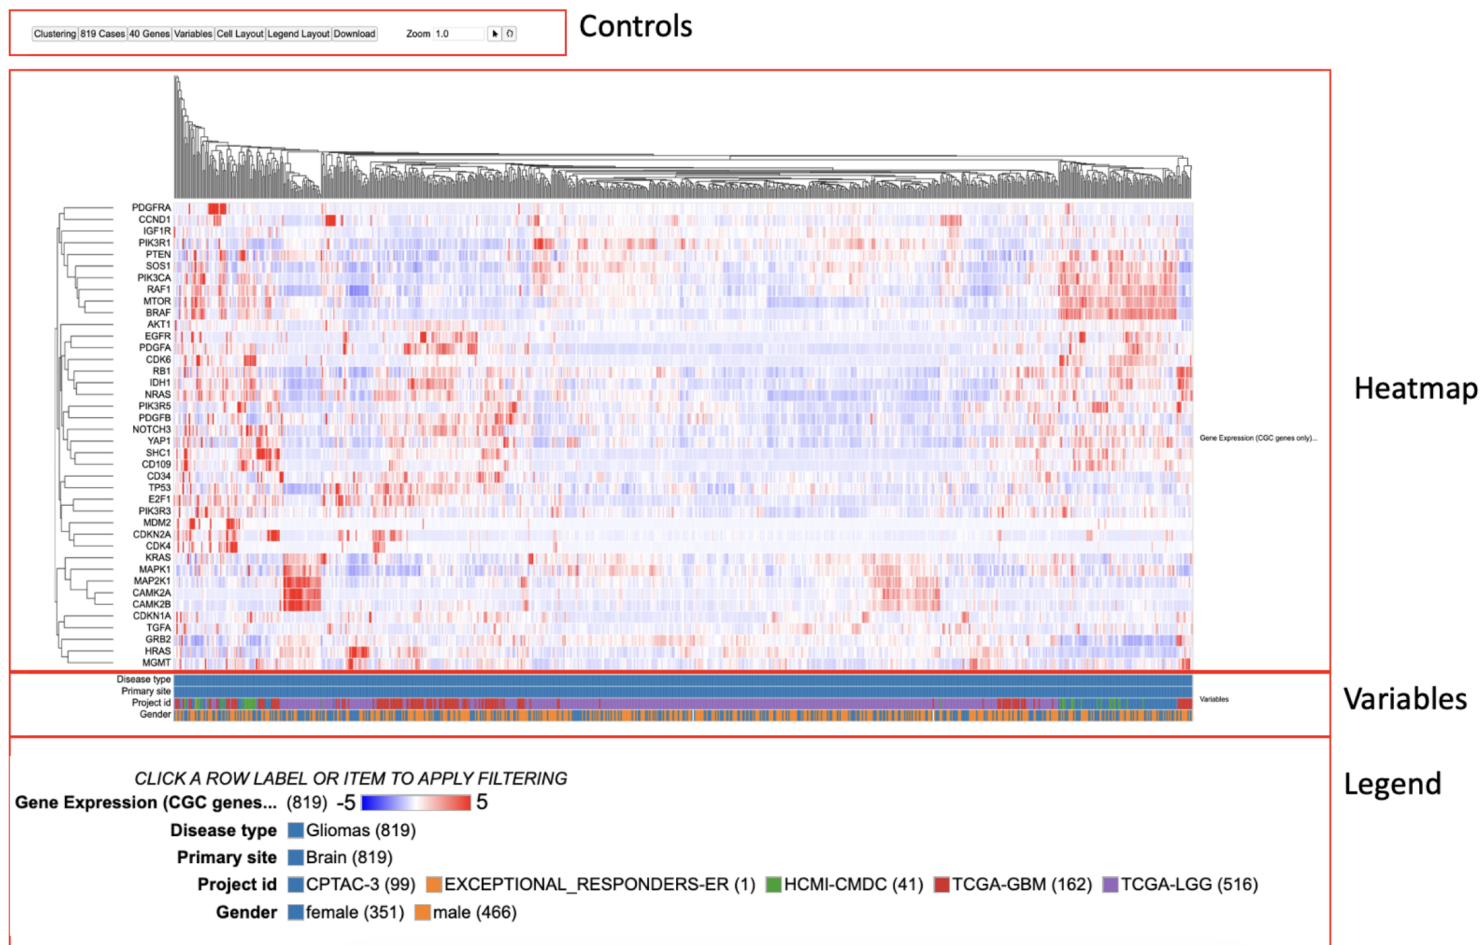 Controls
Clustering 819 Cases 40 Genes Variables Cell Layout Legend Layout Download Zoom 1.0
PDGFRA
CCND1
IGF1R
PIK3R1
PTEN
SOS1
PIK3CA
RAF1
MTOR
BRAF
AKT1
EGFR
PDGFA
CDK6
RB1
IDH1
NRAS
PIK3R5
PDGFB
NOTCH3
YAP1
SHC1
CD109
CD34
TP53
E2F1
PIK3R3
MDM2
CDKN2A
CDK4
KRAS
MAPK1
MAP2K1
CAMK2A
CAMK2B
CDKN1A
TGFA
GRB2
HRAS
MGMT
Gene Expression (CGC genes only)...
Heatmap
Disease type
Primary site
Project id
Gender
Variables
Variables
CLICK A ROW LABEL OR ITEM TO APPLY FILTERING
Gene Expression (CGC genes... (819) -5 5
Disease type Gliomas (819)
Primary site Brain (819)
Project id CPTAC-3 (99) EXCEPTIONAL_RESPONDERS-ER (1) HCMI-CMDC (41) TCGA-GBM (162) TCGA-LGG (516)
Gender female (351) male (466)
Legend